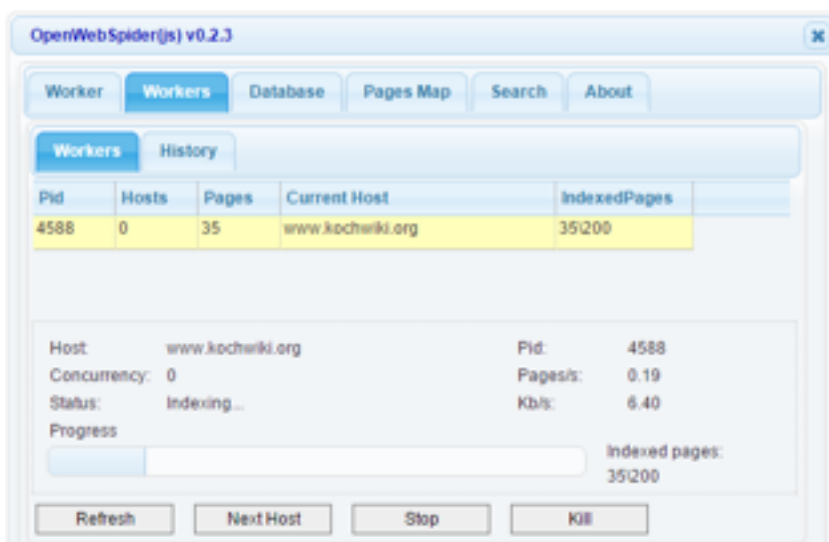 OpenWebSpider(js) v0.2.3
Worker Workers Database Pages Map Search About
Workers History
Pid Hosts Pages Current Host IndexedPages
4588 0 35 www.kochwiki.org 35\200
Host: www.kochwiki.org Pid: 4588
Concurrency: 0 Pages/s: 0.19
Status: Indexing... Kb/s: 6.40
Progress
Indexed pages:
35\200
Refresh Next Host Stop Kill